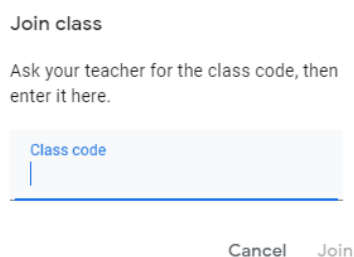 Join class
Ask your teacher for the class code, then
enter it here.
Class code
Cancel Join